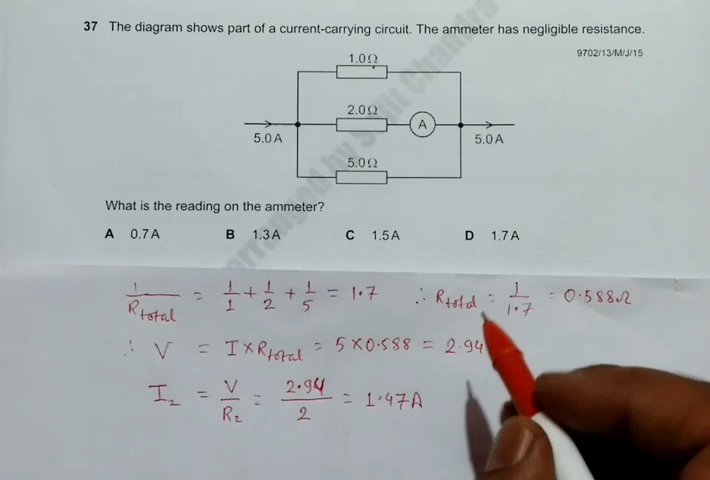 37 The diagram shows part of a current-carrying circuit. The ammeter has negligible resistance.
9702/13/M/J/15
1.0Ω
2.0Ω
A
5.0A
5.0A
5.0Ω
What is the reading on the ammeter?
A 0.7A B 1.3A C 1.5A D 1.7A
1/R total = 1/1 + 1/2 + 1/5 = 1.7 ∴ R total = 1/1.7 = 0.588Ω
∴ V = I × R total = 5 × 0.588 = 2.94
I₂ = V/R₂ = 2.94/2 = 1.47A